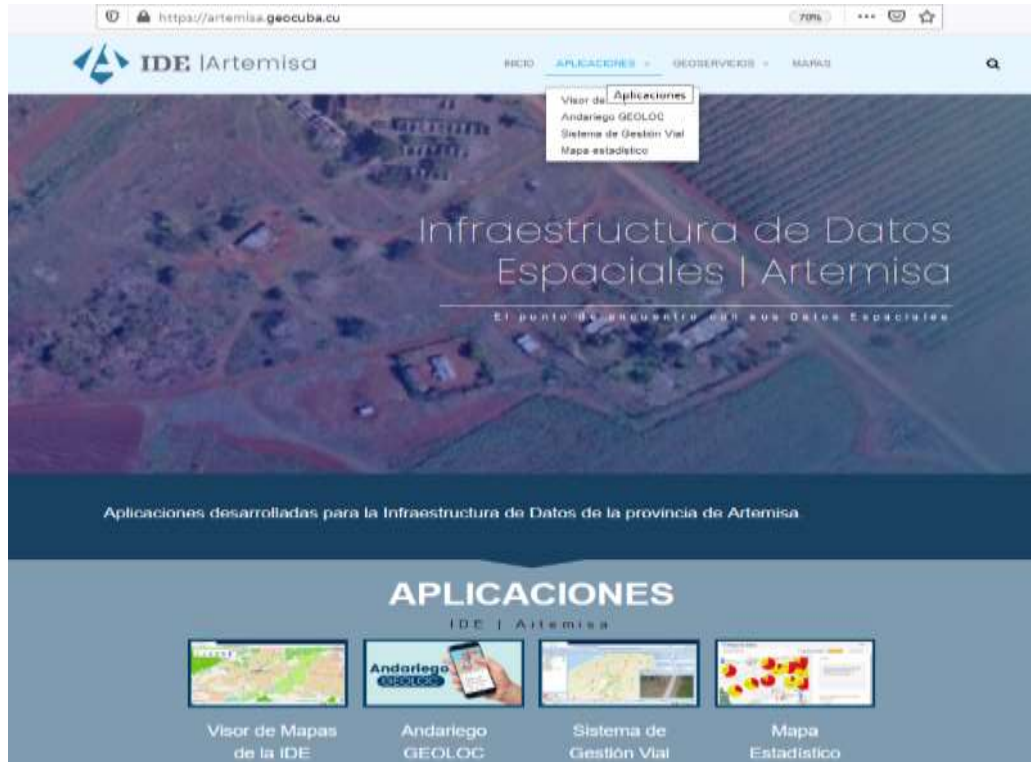 https://artemisa.geocuba.cu
70%
IDE |Artemisa
INICIO APLICACIONES GEOSERVICIOS MAPAS
Visor de
Aplicaciones
Andariego GEOLOC
Sistema de Gestión Vial
Mapa estadístico
Infraestructura de Datos
Espaciales | Artemisa
El punto de encuentro con sus Datos Espaciales
Aplicaciones desarrolladas para la Infraestructura de Datos de la provincia de Artemisa
APLICACIONES
IDE | Artemisa
Andariego
GEOLOC
Visor de Mapas
de la IDE
Andariego
GEOLOC
Sistema de
Gestión Vial
Mapa
Estadístico